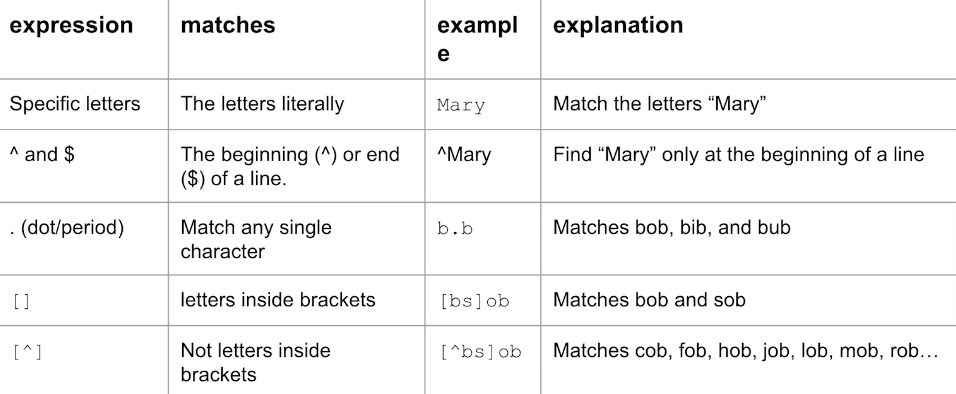 expression matches exampl explanation
e
Specific letters The letters literally Mary Match the letters “Mary”
^ and $ The beginning (^) or end ^Mary Find “Mary” only at the beginning of a line
($) of a line.
. (dot/period) Match any single b.b Matches bob, bib, and bub
character
[] letters inside brackets [bs]ob Matches bob and sob
[^] Not letters inside [^bs]ob Matches cob, fob, hob, job, lob, mob, rob…
brackets